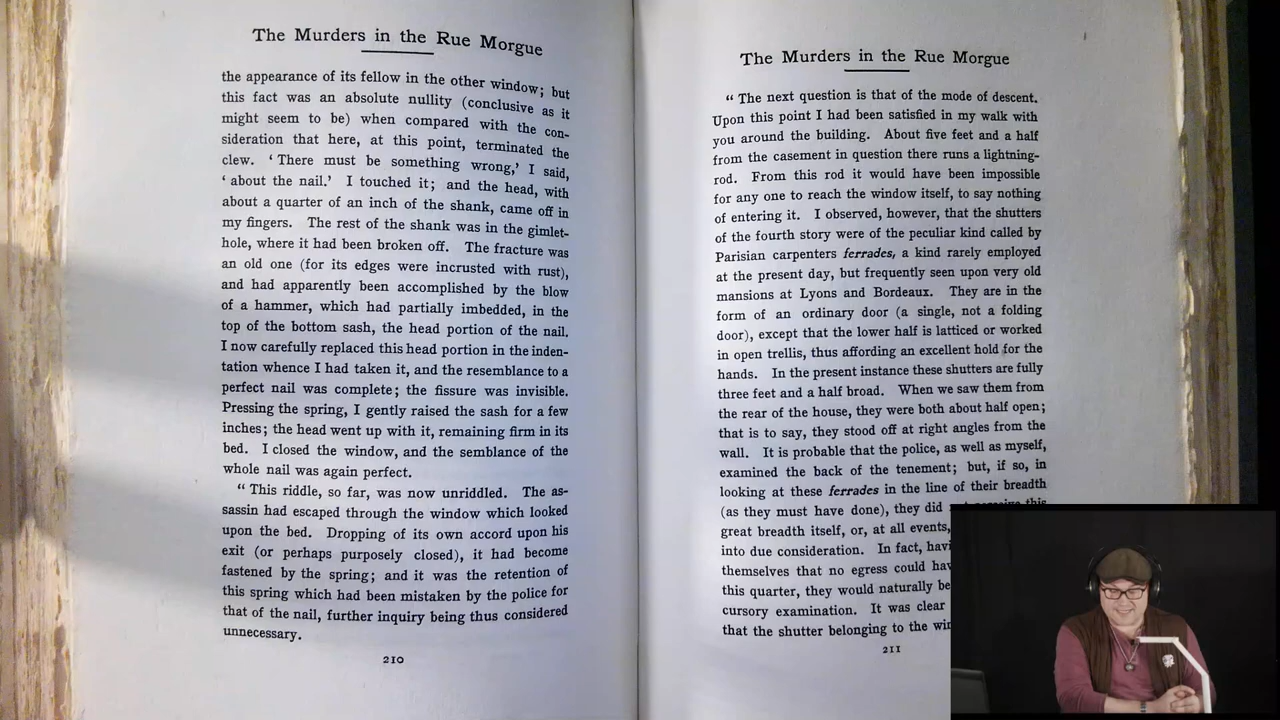 The Murders in the Rue Morgue
the appearance of its fellow in the other window; but
this fact was an absolute nullity (conclusive as it
might seem to be) when compared with the con-
sideration that here, at this point, terminated the
clew. ‘ There must be something wrong,’ I said,
‘ about the nail.’ I touched it; and the head, with
about a quarter of an inch of the shank, came off in
my fingers. The rest of the shank was in the gimlet-
hole, where it had been broken off. The fracture was
an old one (for its edges were incrusted with rust),
and had apparently been accomplished by the blow
of a hammer, which had partially imbedded, in the
top of the bottom sash, the head portion of the nail.
I now carefully replaced this head portion in the inden-
tation whence I had taken it, and the resemblance to a
perfect nail was complete; the fissure was invisible.
Pressing the spring, I gently raised the sash for a few
inches; the head went up with it, remaining firm in its
bed. I closed the window, and the semblance of the
whole nail was again perfect.
“ This riddle, so far, was now unriddled. The as-
sassin had escaped through the window which looked
upon the bed. Dropping of its own accord upon his
exit (or perhaps purposely closed), it had become
fastened by the spring; and it was the retention of
this spring which had been mistaken by the police for
that of the nail, further inquiry being thus considered
unnecessary.
210
The Murders in the Rue Morgue
“ The next question is that of the mode of descent.
Upon this point I had been satisfied in my walk with
you around the building. About five feet and a half
from the casement in question there runs a lightning-
rod. From this rod it would have been impossible
for any one to reach the window itself, to say nothing
of entering it. I observed, however, that the shutters
of the fourth story were of the peculiar kind called by
Parisian carpenters ferrades, a kind rarely employed
at the present day, but frequently seen upon very old
mansions at Lyons and Bordeaux. They are in the
form of an ordinary door (a single, not a folding
door), except that the lower half is latticed or worked
in open trellis, thus affording an excellent hold for the
hands. In the present instance these shutters are fully
three feet and a half broad. When we saw them from
the rear of the house, they were both about half open;
that is to say, they stood off at right angles from the
wall. It is probable that the police, as well as myself,
examined the back of the tenement; but, if so, in
looking at these ferrades in the line of their breadth
(as they must have done), they did this
great breadth itself, or, at all events,
into due consideration. In fact,
themselves that no egress could
this quarter, they would naturally
cursory examination. It was clear
that the shutter belonging to the
211